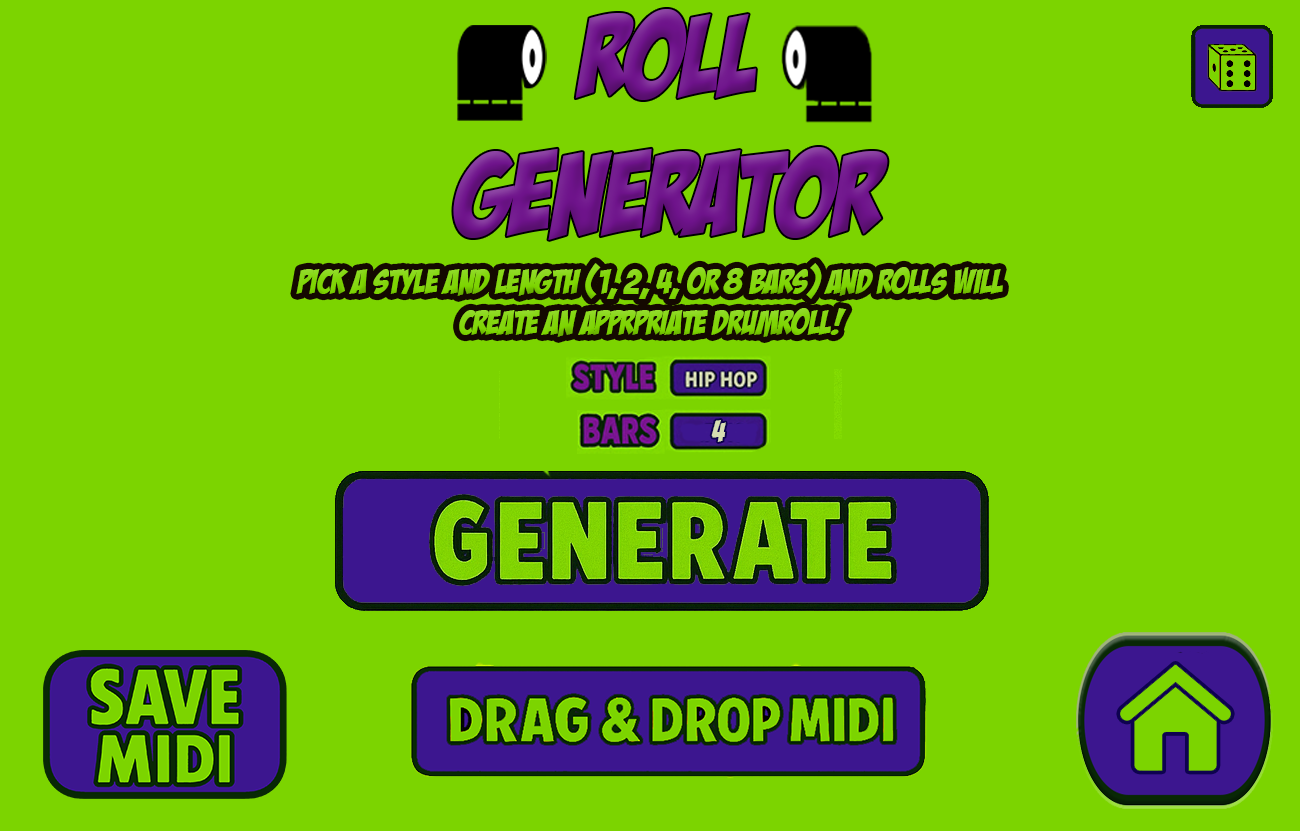 ROLL
GENERATOR
PICK A STYLE AND LENGTH (1, 2, 4, OR 8 BARS) AND ROLLS WILL
CREATE AN APPRPRIATE DRUMROLL!
STYLE HIP HOP
BARS 4
GENERATE
SAVE
MIDI
DRAG & DROP MIDI